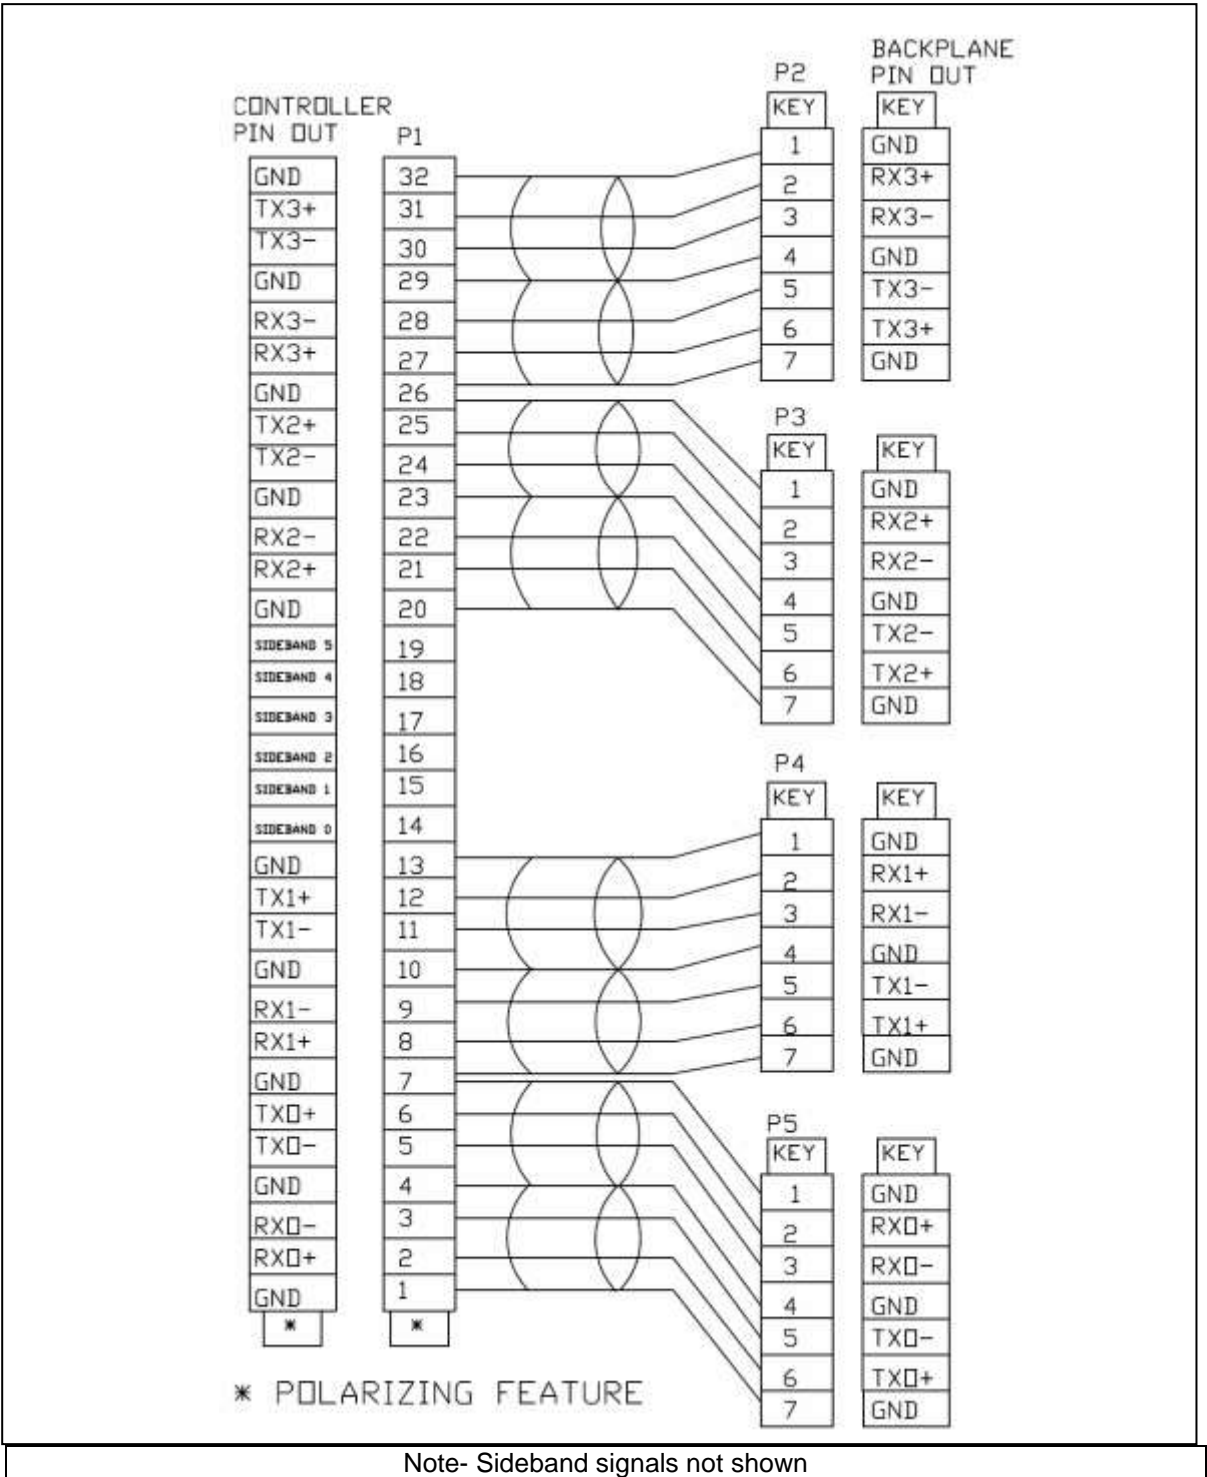 BACKPLANE
PIN OUT
P2
KEY KEY
1 GND
2 RX3+
3 RX3-
4 GND
5 TX3-
6 TX3+
7 GND
P3
KEY KEY
1 GND
2 RX2+
3 RX2-
4 GND
5 TX2-
6 TX2+
7 GND
P4
KEY KEY
1 GND
2 RX1+
3 RX1-
4 GND
5 TX1-
6 TX1+
7 GND
P5
KEY KEY
1 GND
2 RX0+
3 RX0-
4 GND
5 TX0-
6 TX0+
7 GND
CONTROLLER
PIN OUT P1
GND 32
TX3+ 31
TX3- 30
GND 29
RX3- 28
RX3+ 27
GND 26
TX2+ 25
TX2- 24
GND 23
RX2- 22
RX2+ 21
GND 20
SIDEBAND 5 19
SIDEBAND 4 18
SIDEBAND 3 17
SIDEBAND 2 16
SIDEBAND 1 15
SIDEBAND 0 14
GND 13
TX1+ 12
TX1- 11
GND 10
RX1- 9
RX1+ 8
GND 7
TX0+ 6
TX0- 5
GND 4
RX0- 3
RX0+ 2
GND 1
* *
* POLARIZING FEATURE
Note- Sideband signals not shown